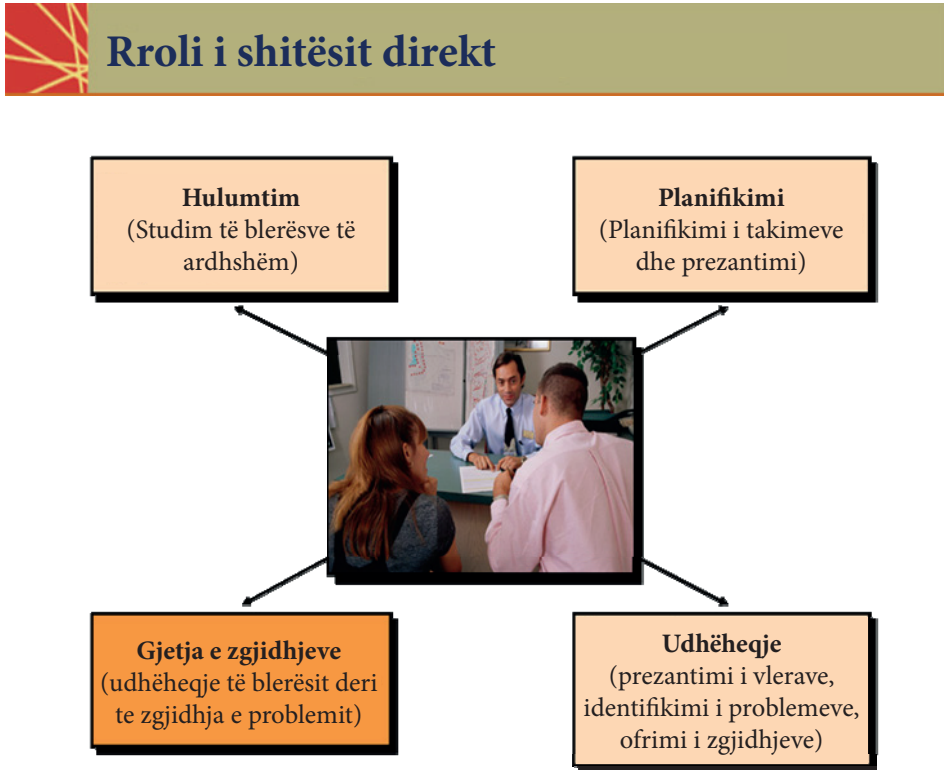 Rroli i shitësit direkt
Hulumtim
(Studim të blerësve të
ardhshëm)
Planifikimi
(Planifikimi i takimeve
dhe prezantimi)
Gjetja e zgjidhjeve
(udhëheqje të blerësit deri
te zgjidhja e problemit)
Udhëheqje
(prezantimi i vlerave,
identifikimi i problemeve,
ofrimi i zgjidhjeve)